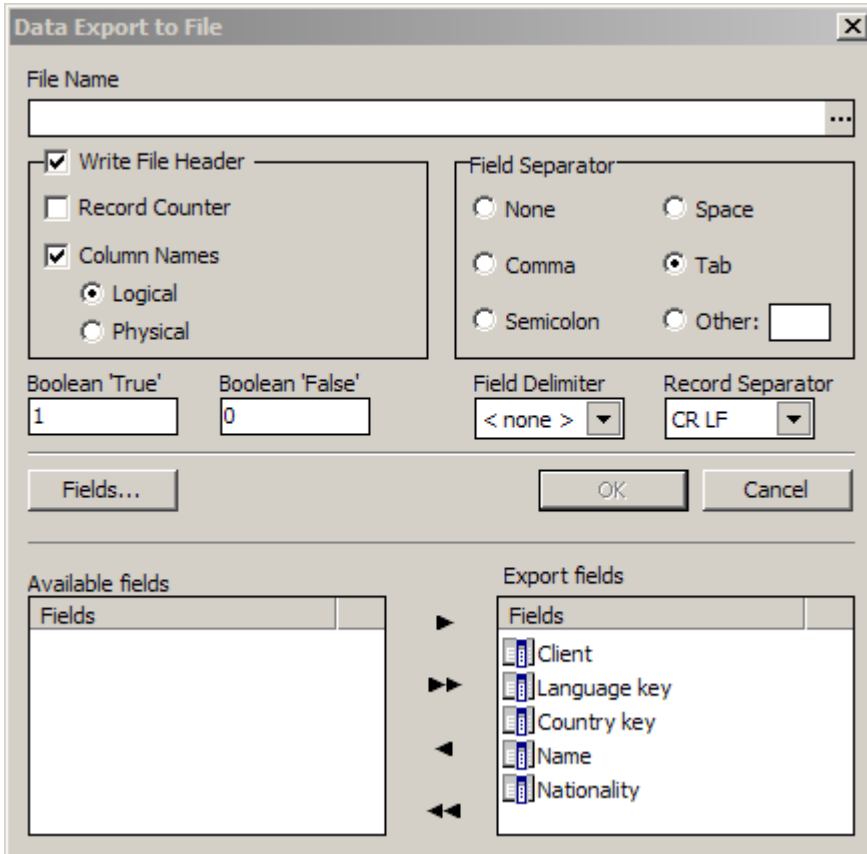 Data Export to File
File Name
...
Write File Header
Record Counter
Column Names
Logical
Physical
Field Separator
None
Space
Comma
Tab
Semicolon
Other:
Boolean 'True'
Boolean 'False'
Field Delimiter
Record Separator
1
0
< none >
CR LF
Fields...
OK
Cancel
Available fields
Fields
Export fields
Fields
Client
Language key
Country key
Name
Nationality